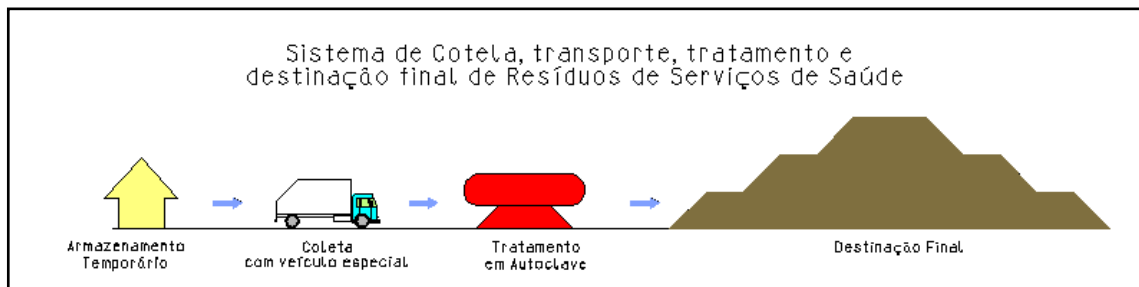 Sistema de Cotela, transporte, tratamento e
destinação final de Resíduos de Serviços de Saúde
Armazenamento
Temporário
Coleta
com veículo especial
Tratamento
em Autoclave
Destinação Final